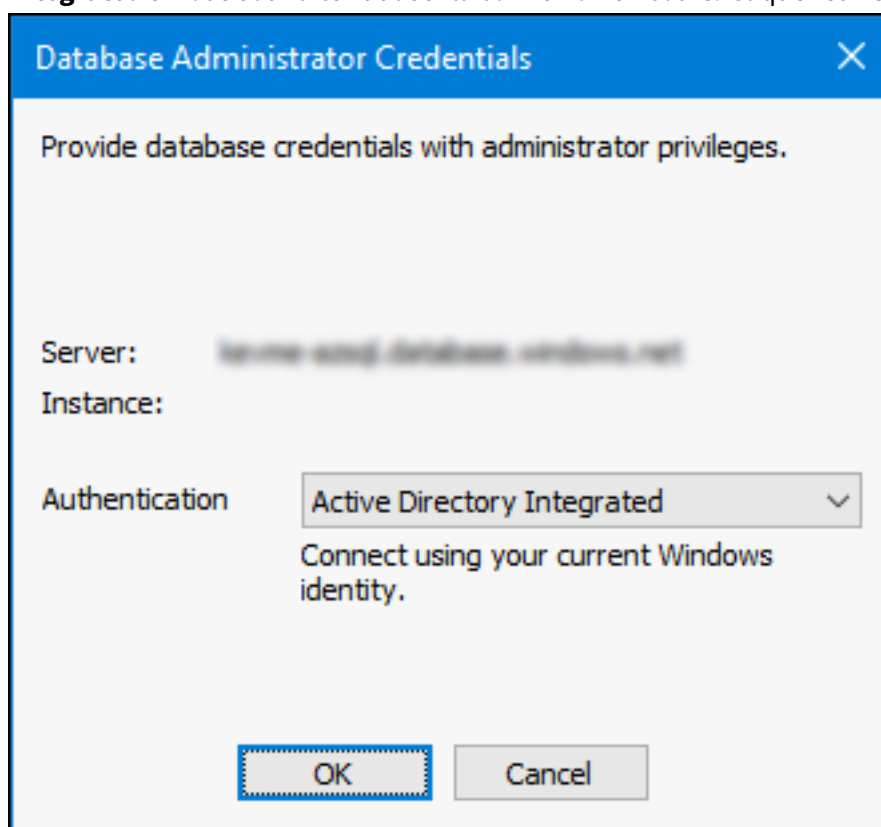 Database Administrator Credentials
Provide database credentials with administrator privileges.
Server:
Instance:
Authentication
Active Directory Integrated
Connect using your current Windows
identity.
OK
Cancel